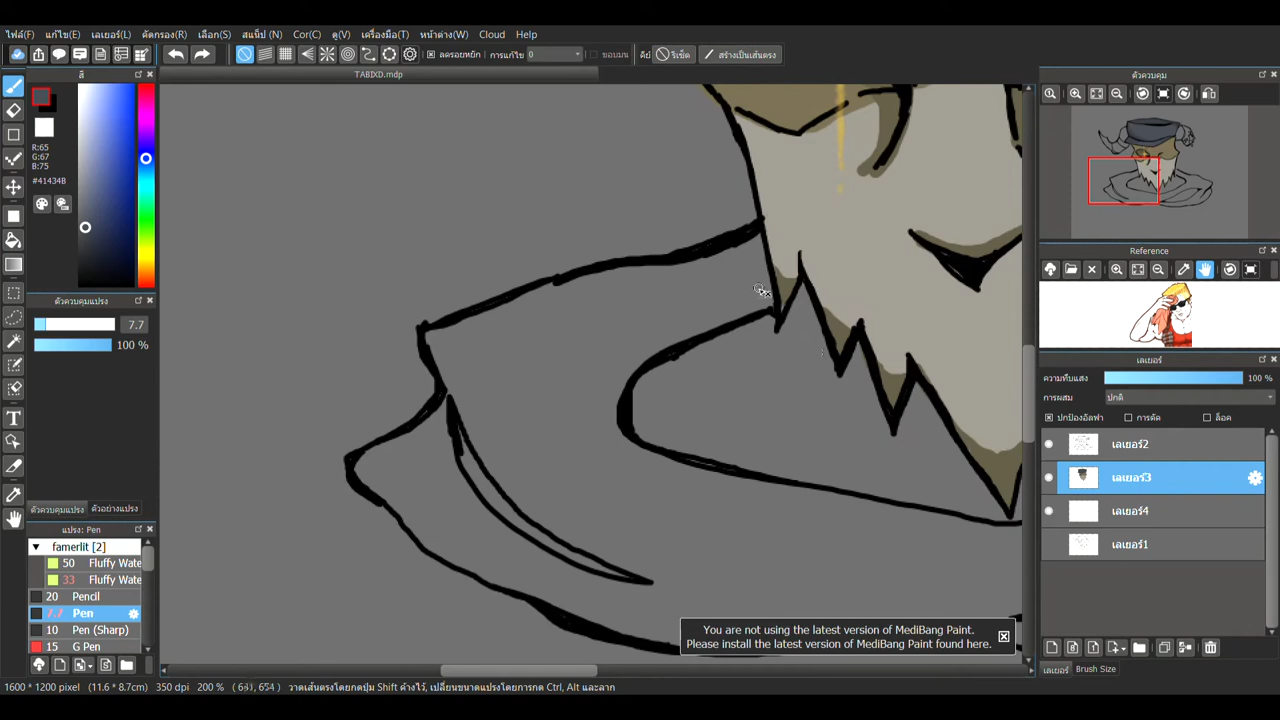 ไฟล์(F) แก้ไข(E) เลเยอร์(L) คัดกรอง(R) เลือก(S) สแน็ป (N) Cor(C) ดู(V) เครื่องมือ(T) หน้าต่าง(W) Cloud Help
ลดรอยหยัก การแก้ไข 0 ขอบมน คีย์ รีเซ็ต สร้างเป็นเส้นตรง
สี
TABIXD.mdp
ตัวควบคุม
R:65
G:67
B:75
#41434B
Reference
ตัวควบคุมแปรง
7.7
100 %
เลเยอร์
ความทึบแสง 100 %
การผสม ปกติ
ปกป้องอัลฟา การตัด ล็อค
เลเยอร์2
เลเยอร์3
เลเยอร์4
เลเยอร์1
ตัวควบคุมแปรง ตัวอย่างแปรง
แปรง: Pen
famerlit [2]
50 Fluffy Wate
33 Fluffy Wate
20 Pencil
7.7 Pen
10 Pen (Sharp)
15 G Pen
You are not using the latest version of MediBang Paint.
Please install the latest version of MediBang Paint found here.
เลเยอร์ Brush Size
1600 * 1200 pixel (11.6 * 8.7cm) 350 dpi 200 % วาดเส้นตรงโดยกดปุ่ม Shift ค้างไว้, เปลี่ยนขนาดแปรงโดยการกด Ctrl, Alt และลาก